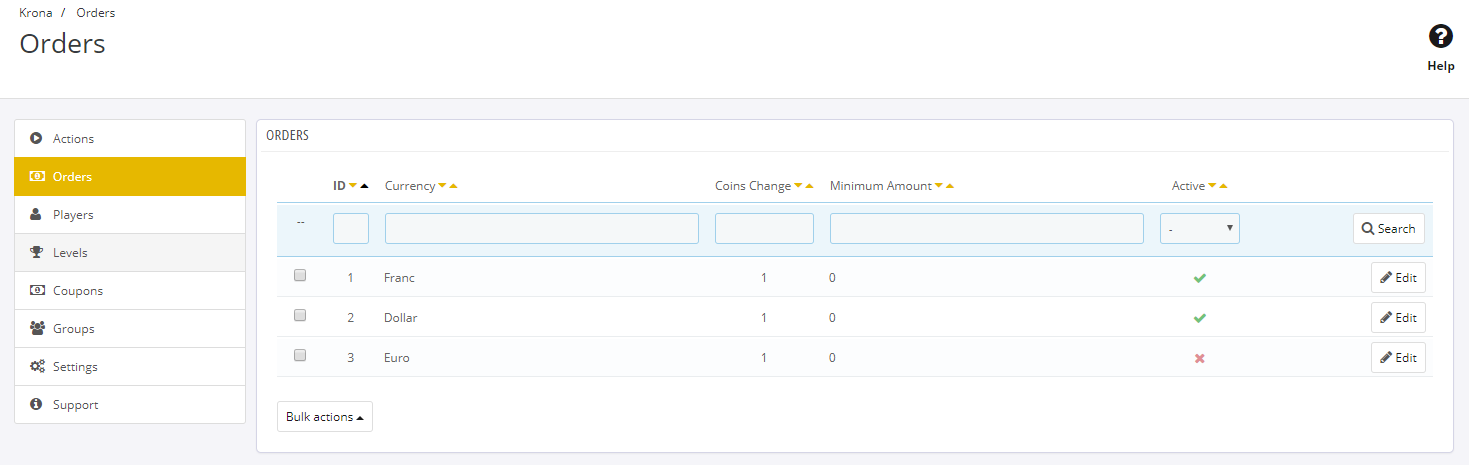 Krona / Orders
Orders
Help
Actions
Orders
Players
Levels
Coupons
Groups
Settings
Support
ORDERS
ID Currency Coins Change Minimum Amount Active
-- - Search
1 Franc 1 0 Edit
2 Dollar 1 0 Edit
3 Euro 1 0 Edit
Bulk actions